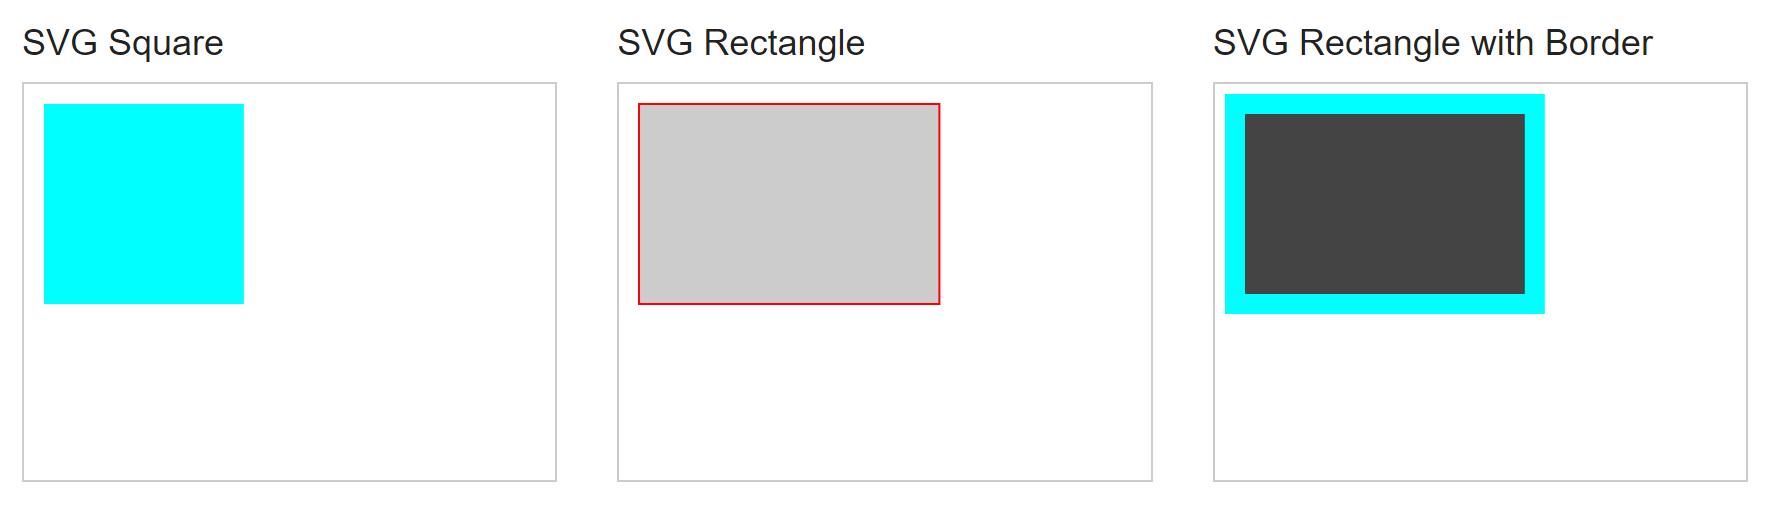 SVG Square
SVG Rectangle
SVG Rectangle with Border